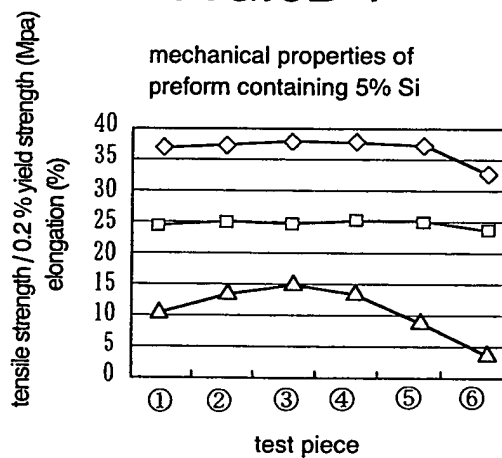 mechanical properties of
preform containing 5% Si
tensile strength / 0.2 % yield strength (Mpa)
elongation (%)
40
35
30
25
20
15
10
5
0
① ② ③ ④ ⑤ ⑥
test piece